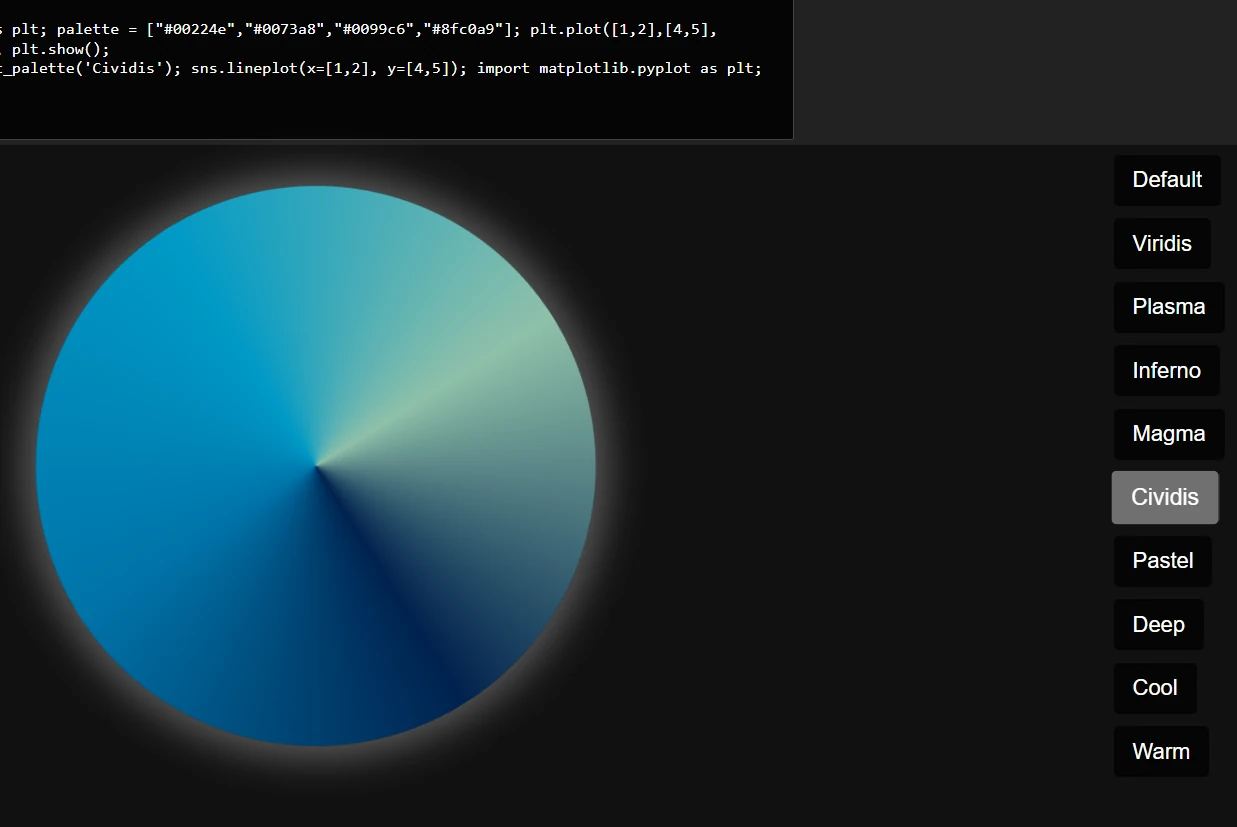 plt; palette = ["#00224e","#0073a8","#0099c6","#8fc0a9"]; plt.plot([1,2],[4,5],
plt.show();
_palette('Cividis'); sns.lineplot(x=[1,2], y=[4,5]); import matplotlib.pyplot as plt;
Default
Viridis
Plasma
Inferno
Magma
Cividis
Pastel
Deep
Cool
Warm